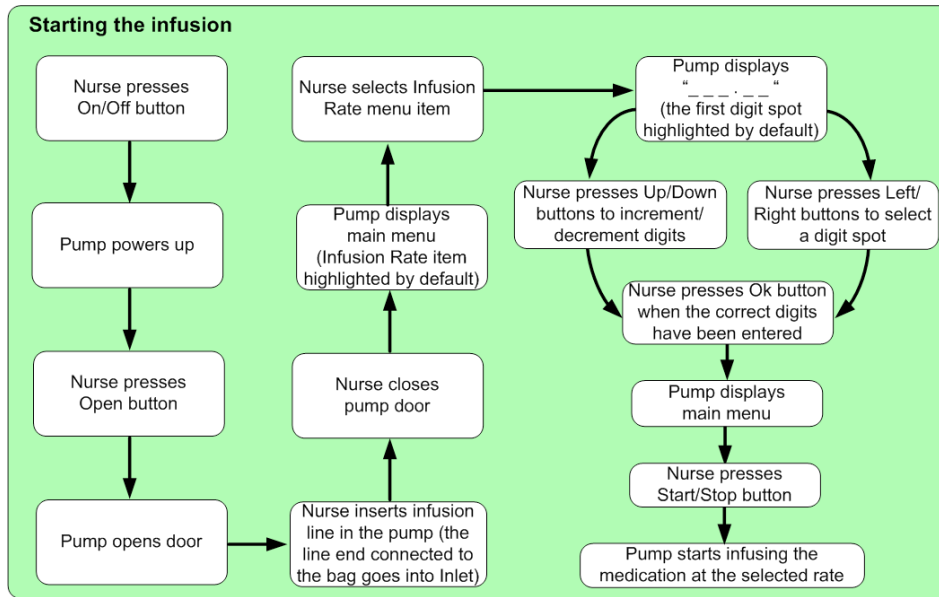 Starting the infusion
Nurse presses
On/Off button
Pump powers up
Nurse presses
Open button
Pump opens door
Nurse inserts infusion
line in the pump (the
line end connected to
the bag goes into Inlet)
Nurse closes
pump door
Pump displays
main menu
(Infusion Rate item
highlighted by default)
Nurse selects Infusion
Rate menu item
Pump displays
“_ _ _ . _ _ “
(the first digit spot
highlighted by default)
Nurse presses Up/Down
buttons to increment/
decrement digits
Nurse presses Left/
Right buttons to select
a digit spot
Nurse presses Ok button
when the correct digits
have been entered
Pump displays
main menu
Nurse presses
Start/Stop button
Pump starts infusing the
medication at the selected rate